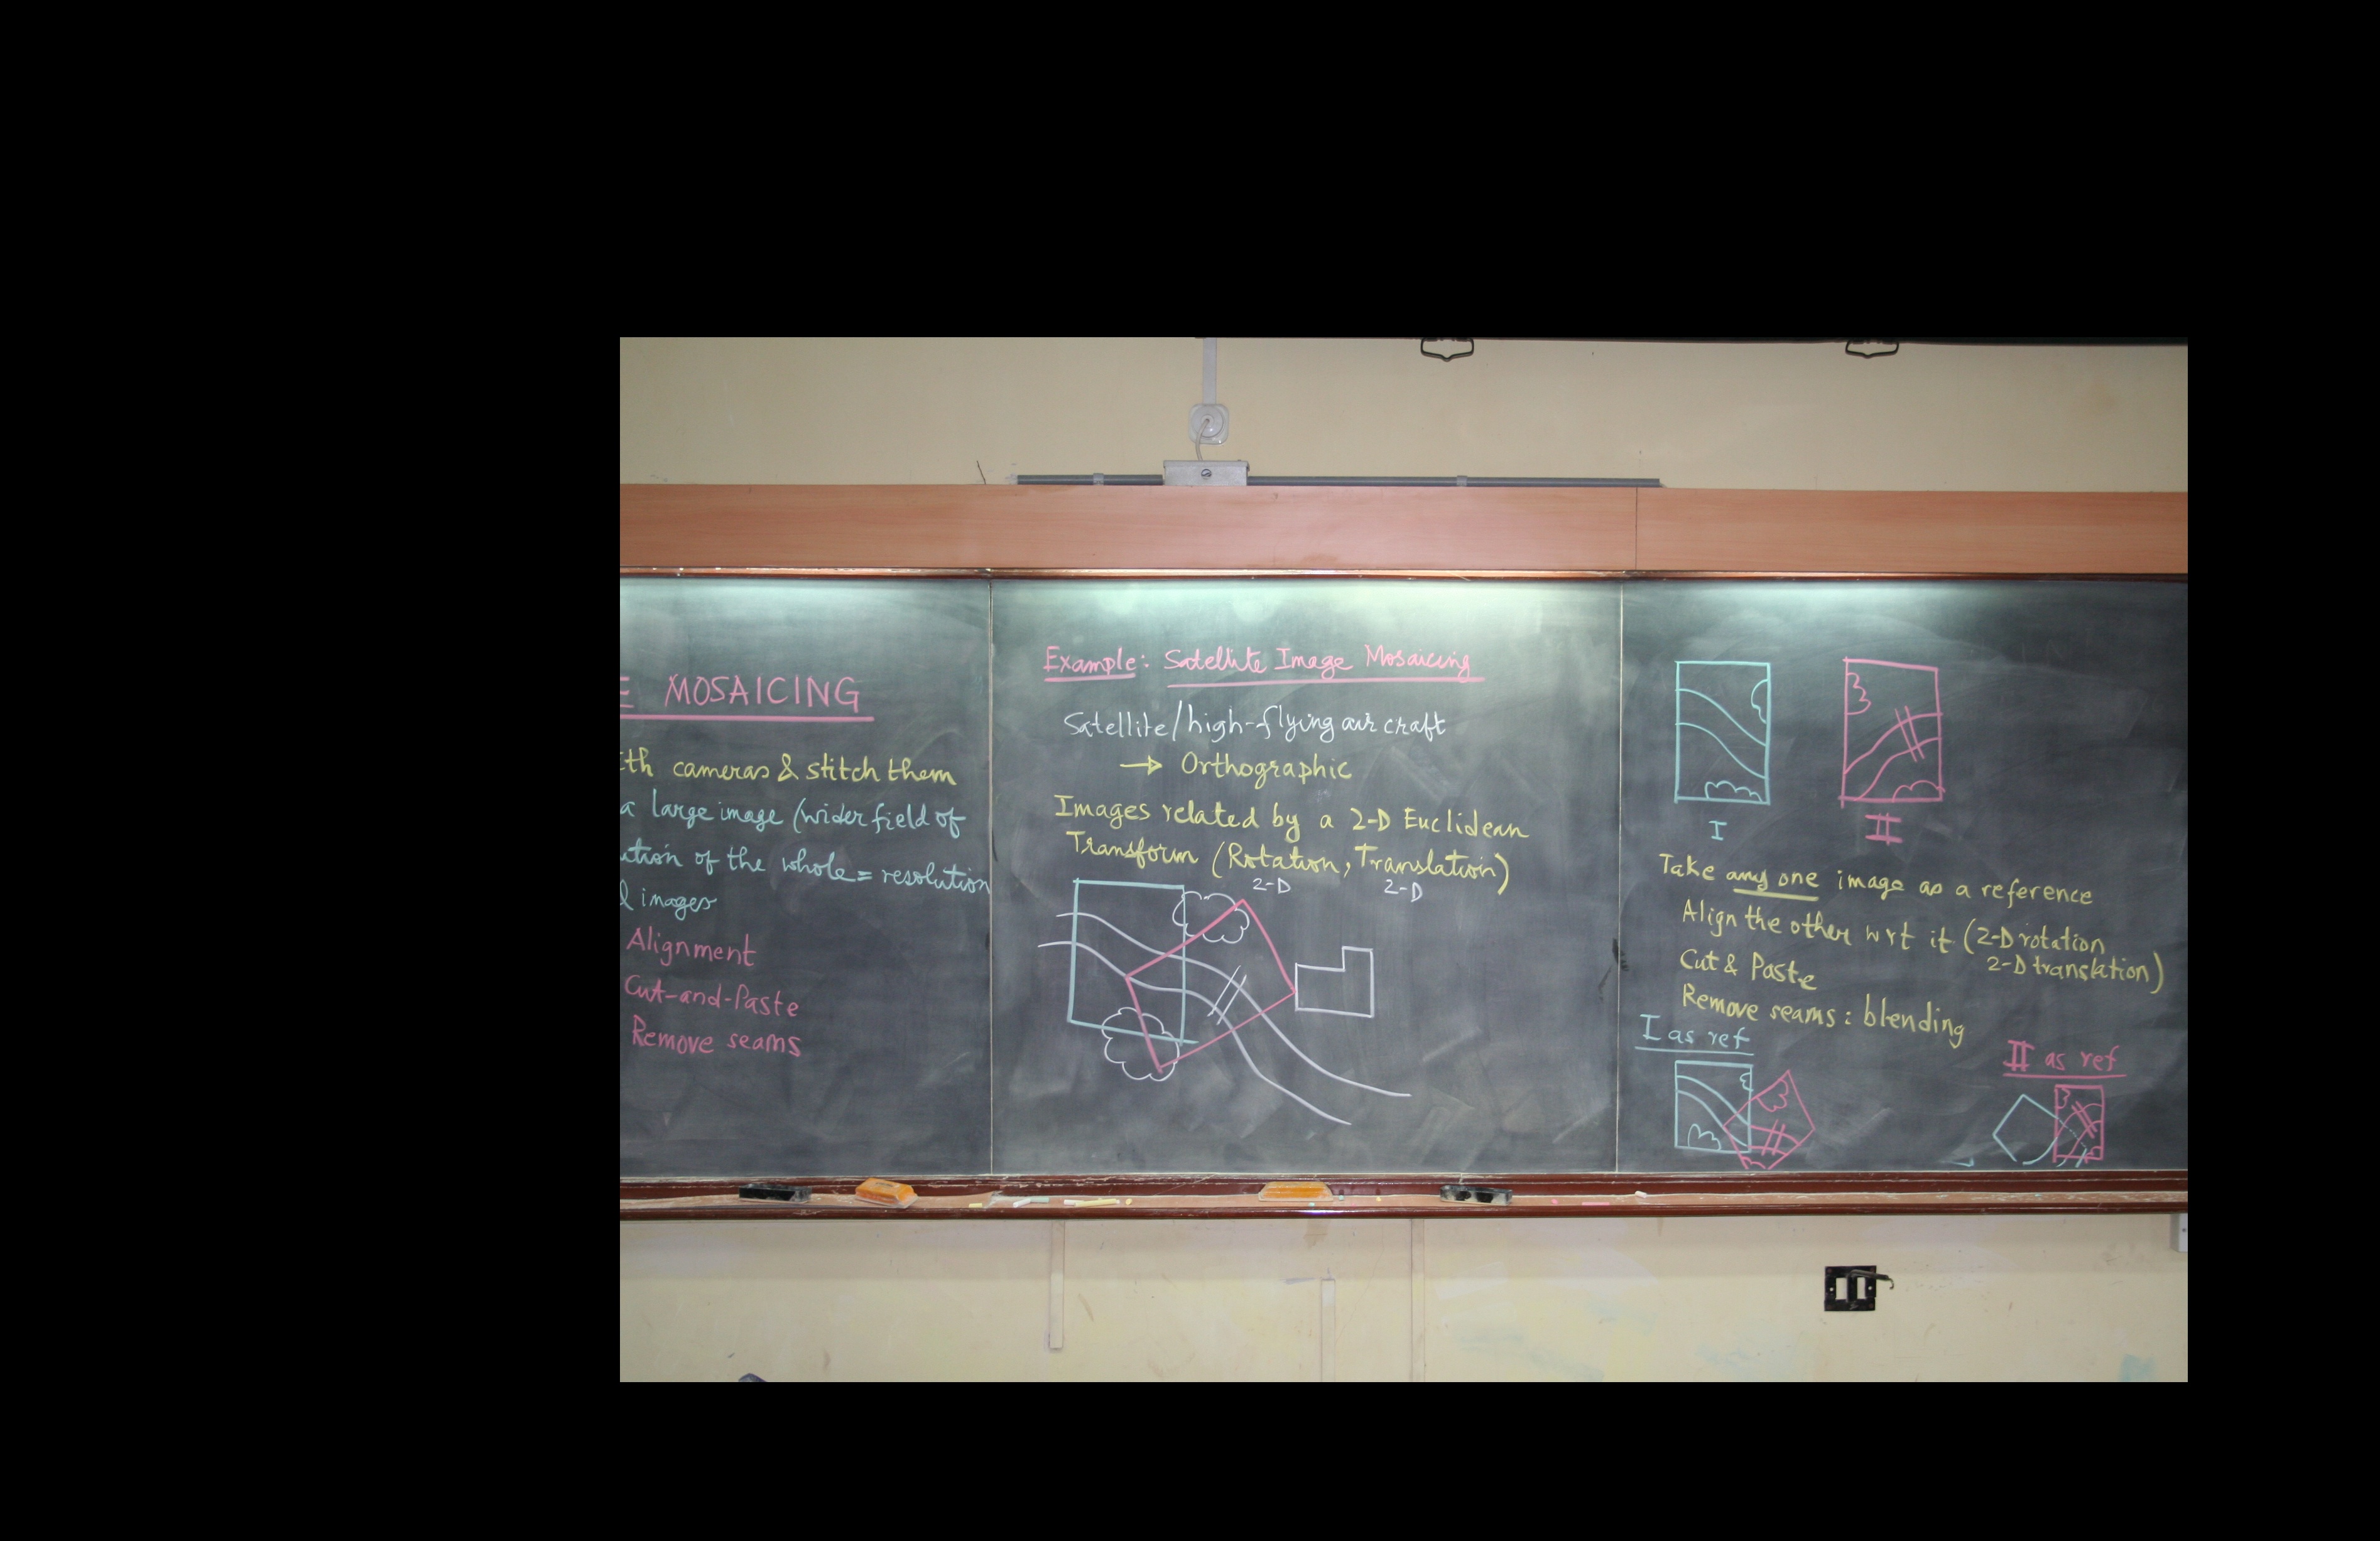 MOSAICING
cameras & stitch them
a large image (wider field of
of the whole = resolution
images
Alignment
Cut-and-Paste
Remove seams
Example: Satellite Image Mosaicing
Satellite/high-flying air craft
→ Orthographic
Images related by a 2-D Euclidean
Transform (Rotation, Translation)
2-D 2-D
I II
Take any one image as a reference
Align the other wrt it (2-D rotation
2-D translation)
Cut & Paste
Remove seams: blending
I as ref
II as ref